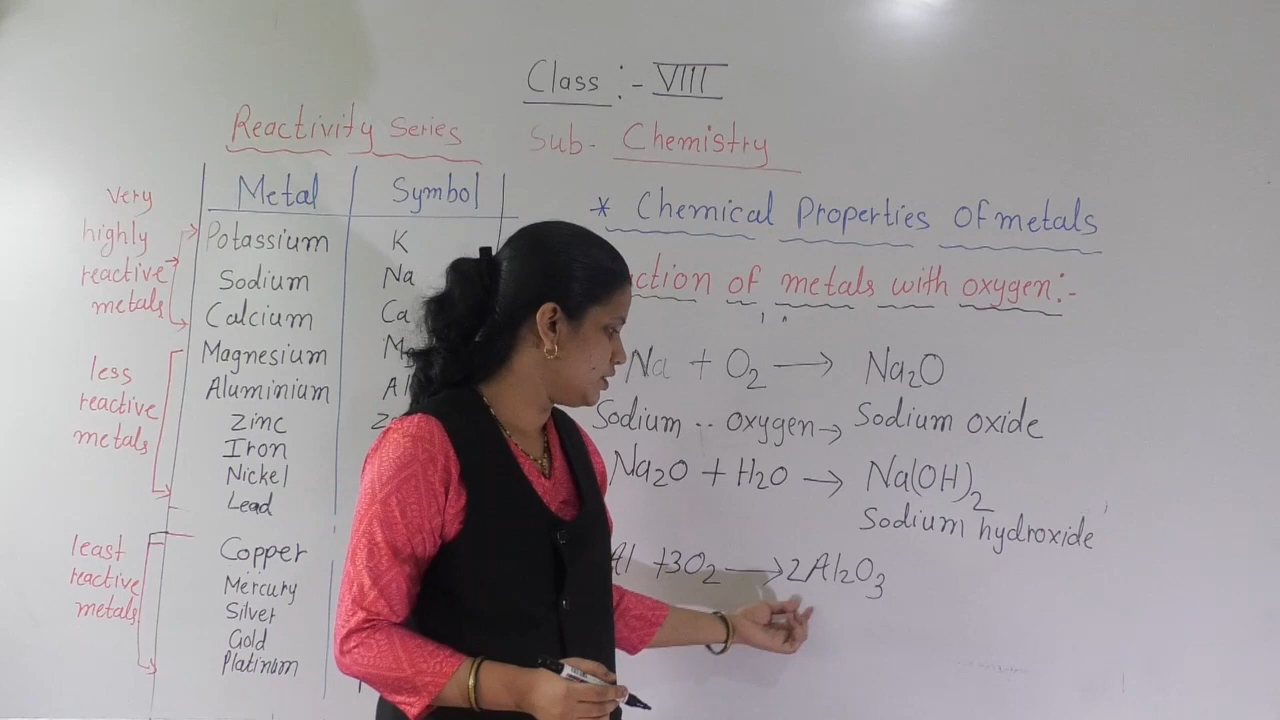 Class :- VIII
Reactivity Series
Sub- Chemistry
Metal Symbol
* Chemical Properties Of metals
very highly reactive metals
Potassium K
Sodium Na
Calcium Ca
of metals with oxygen:-
less reactive metals
Magnesium
Aluminium Al
Zinc
Iron
Nickel
Lead
least reactive metals
Copper
Mercury
Silver
Gold
Platinum
Na + O2 → Na2O
Sodium .. oxygen → Sodium oxide
Na2O + H2O → Na(OH)2
Sodium hydroxide
Al + 3O2 → 2Al2O3